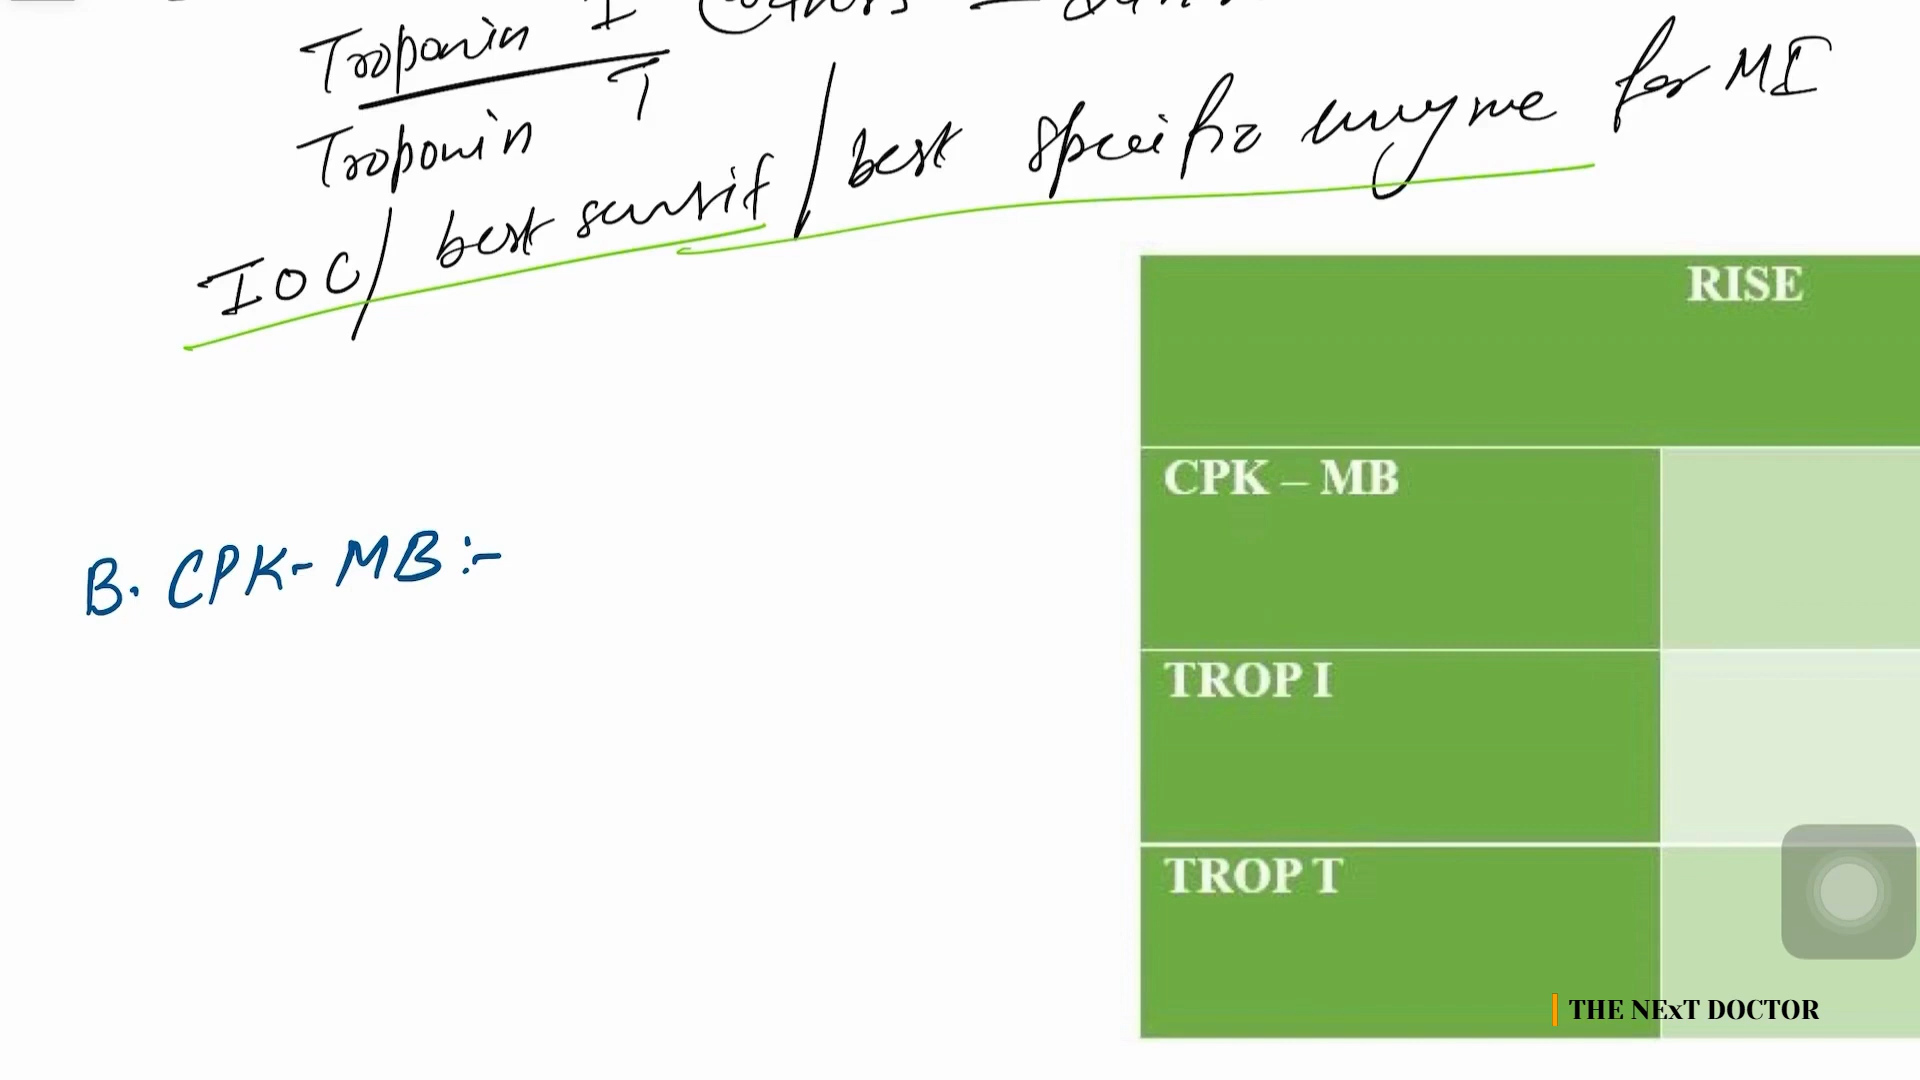 Troponin I
Troponin T
IOC/ best sensitif / best specific enzyme for MI
RISE
CPK – MB
B. CPK- MB :-
TROP I
TROP T
THE NExT DOCTOR